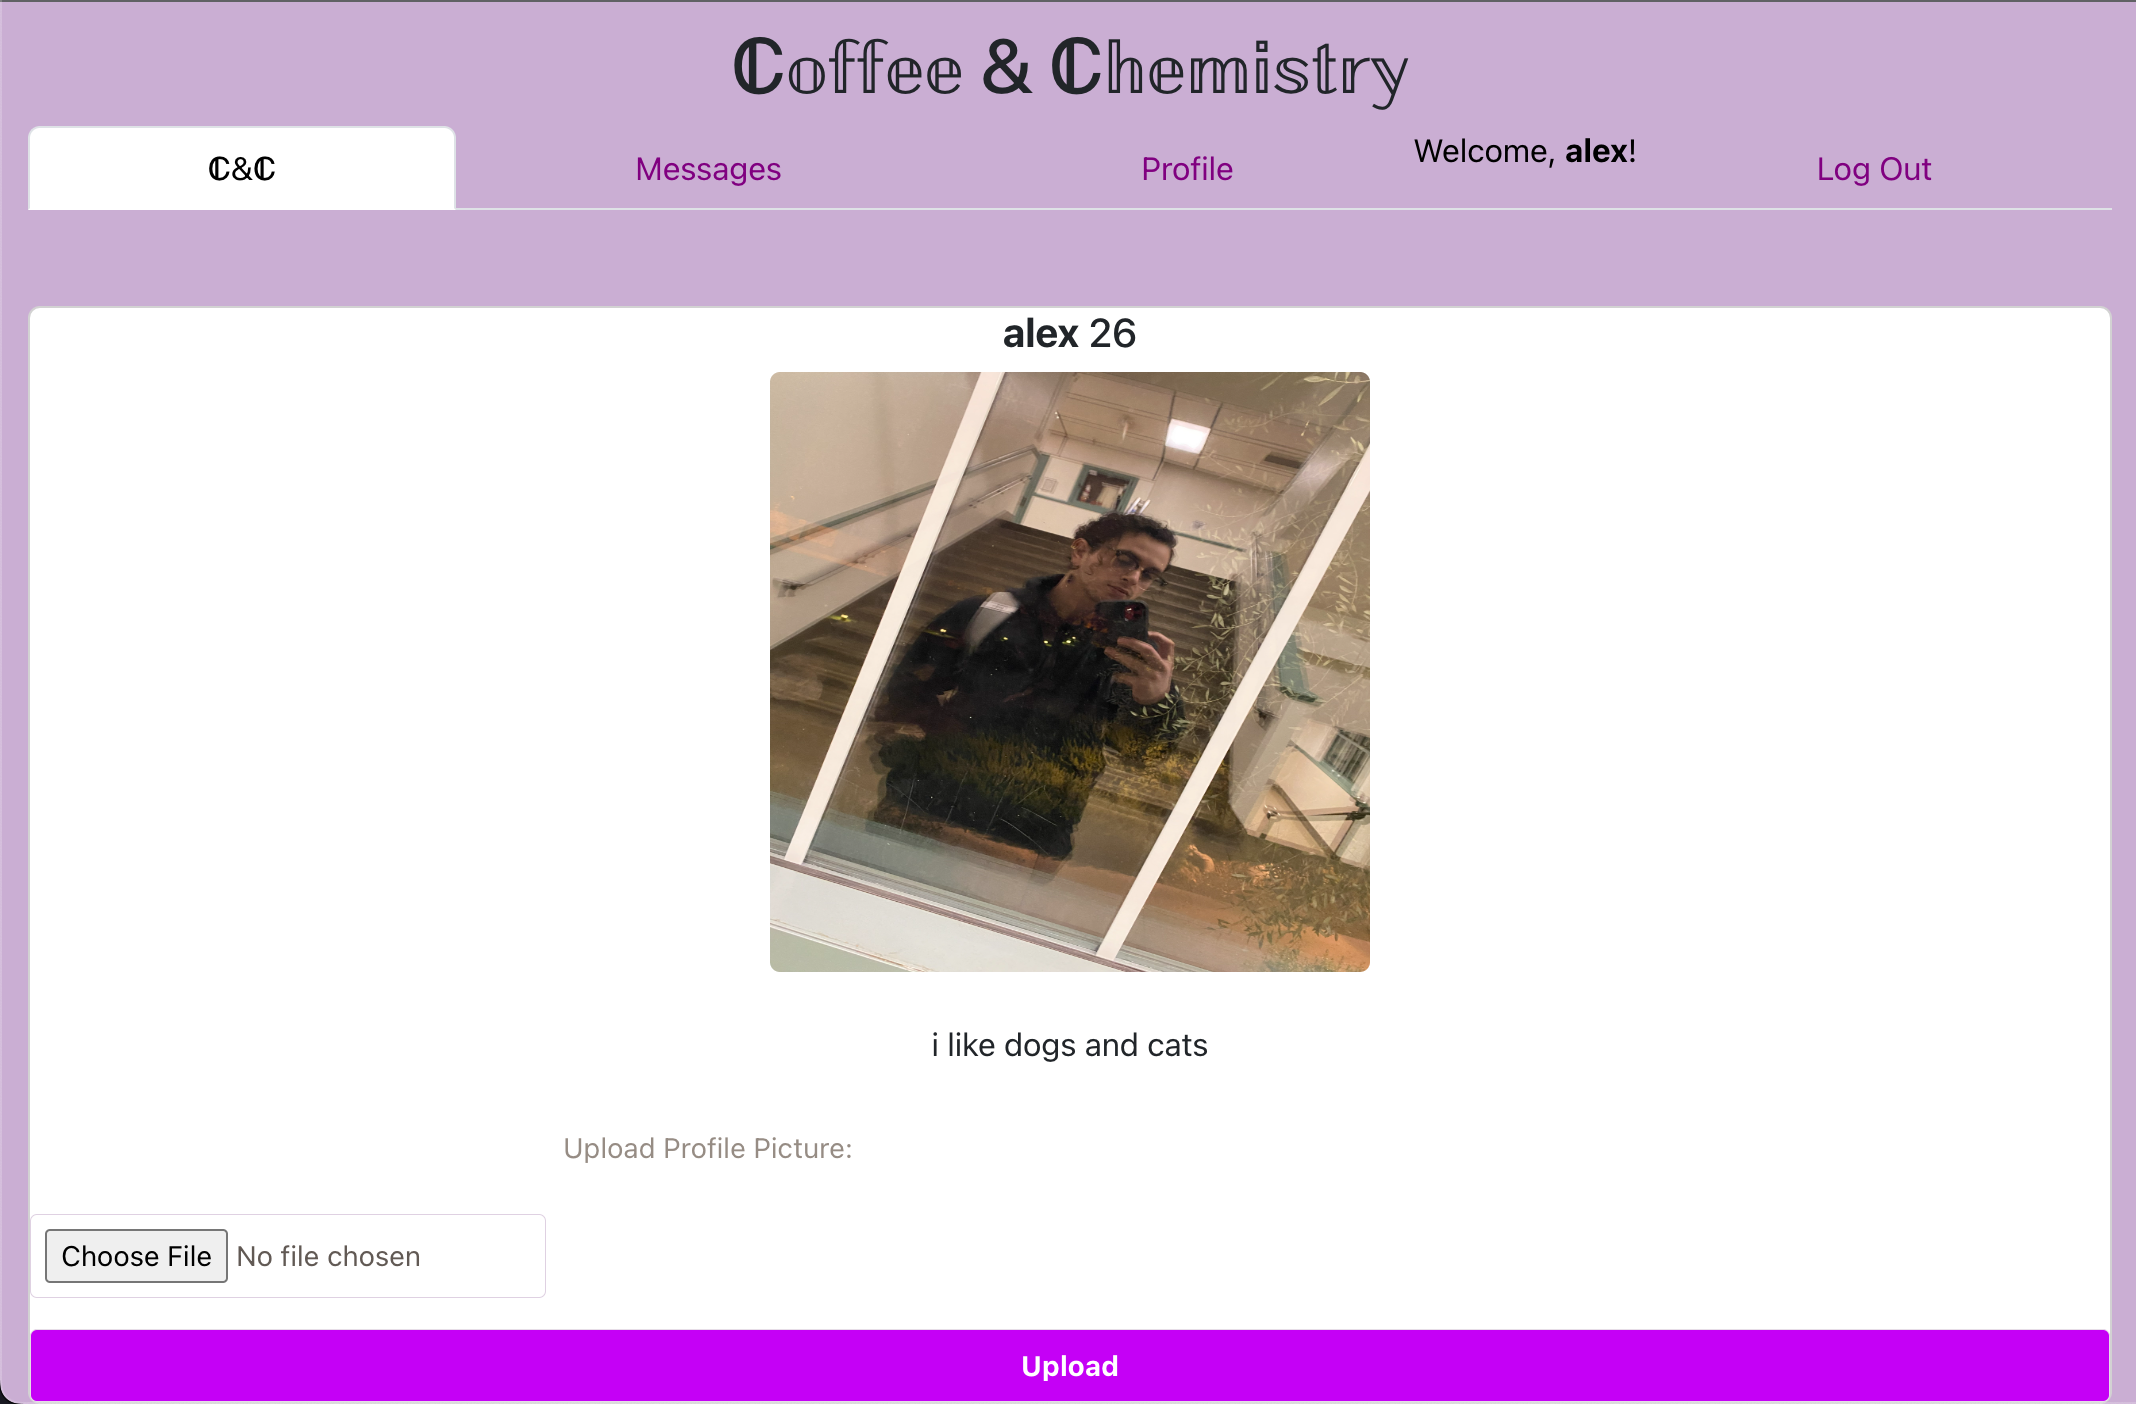 ℂoffee & ℂhemistry
ℂ&ℂ
Messages
Profile
Welcome, alex!
Log Out
alex 26
i like dogs and cats
Upload Profile Picture:
Choose File No file chosen
Upload